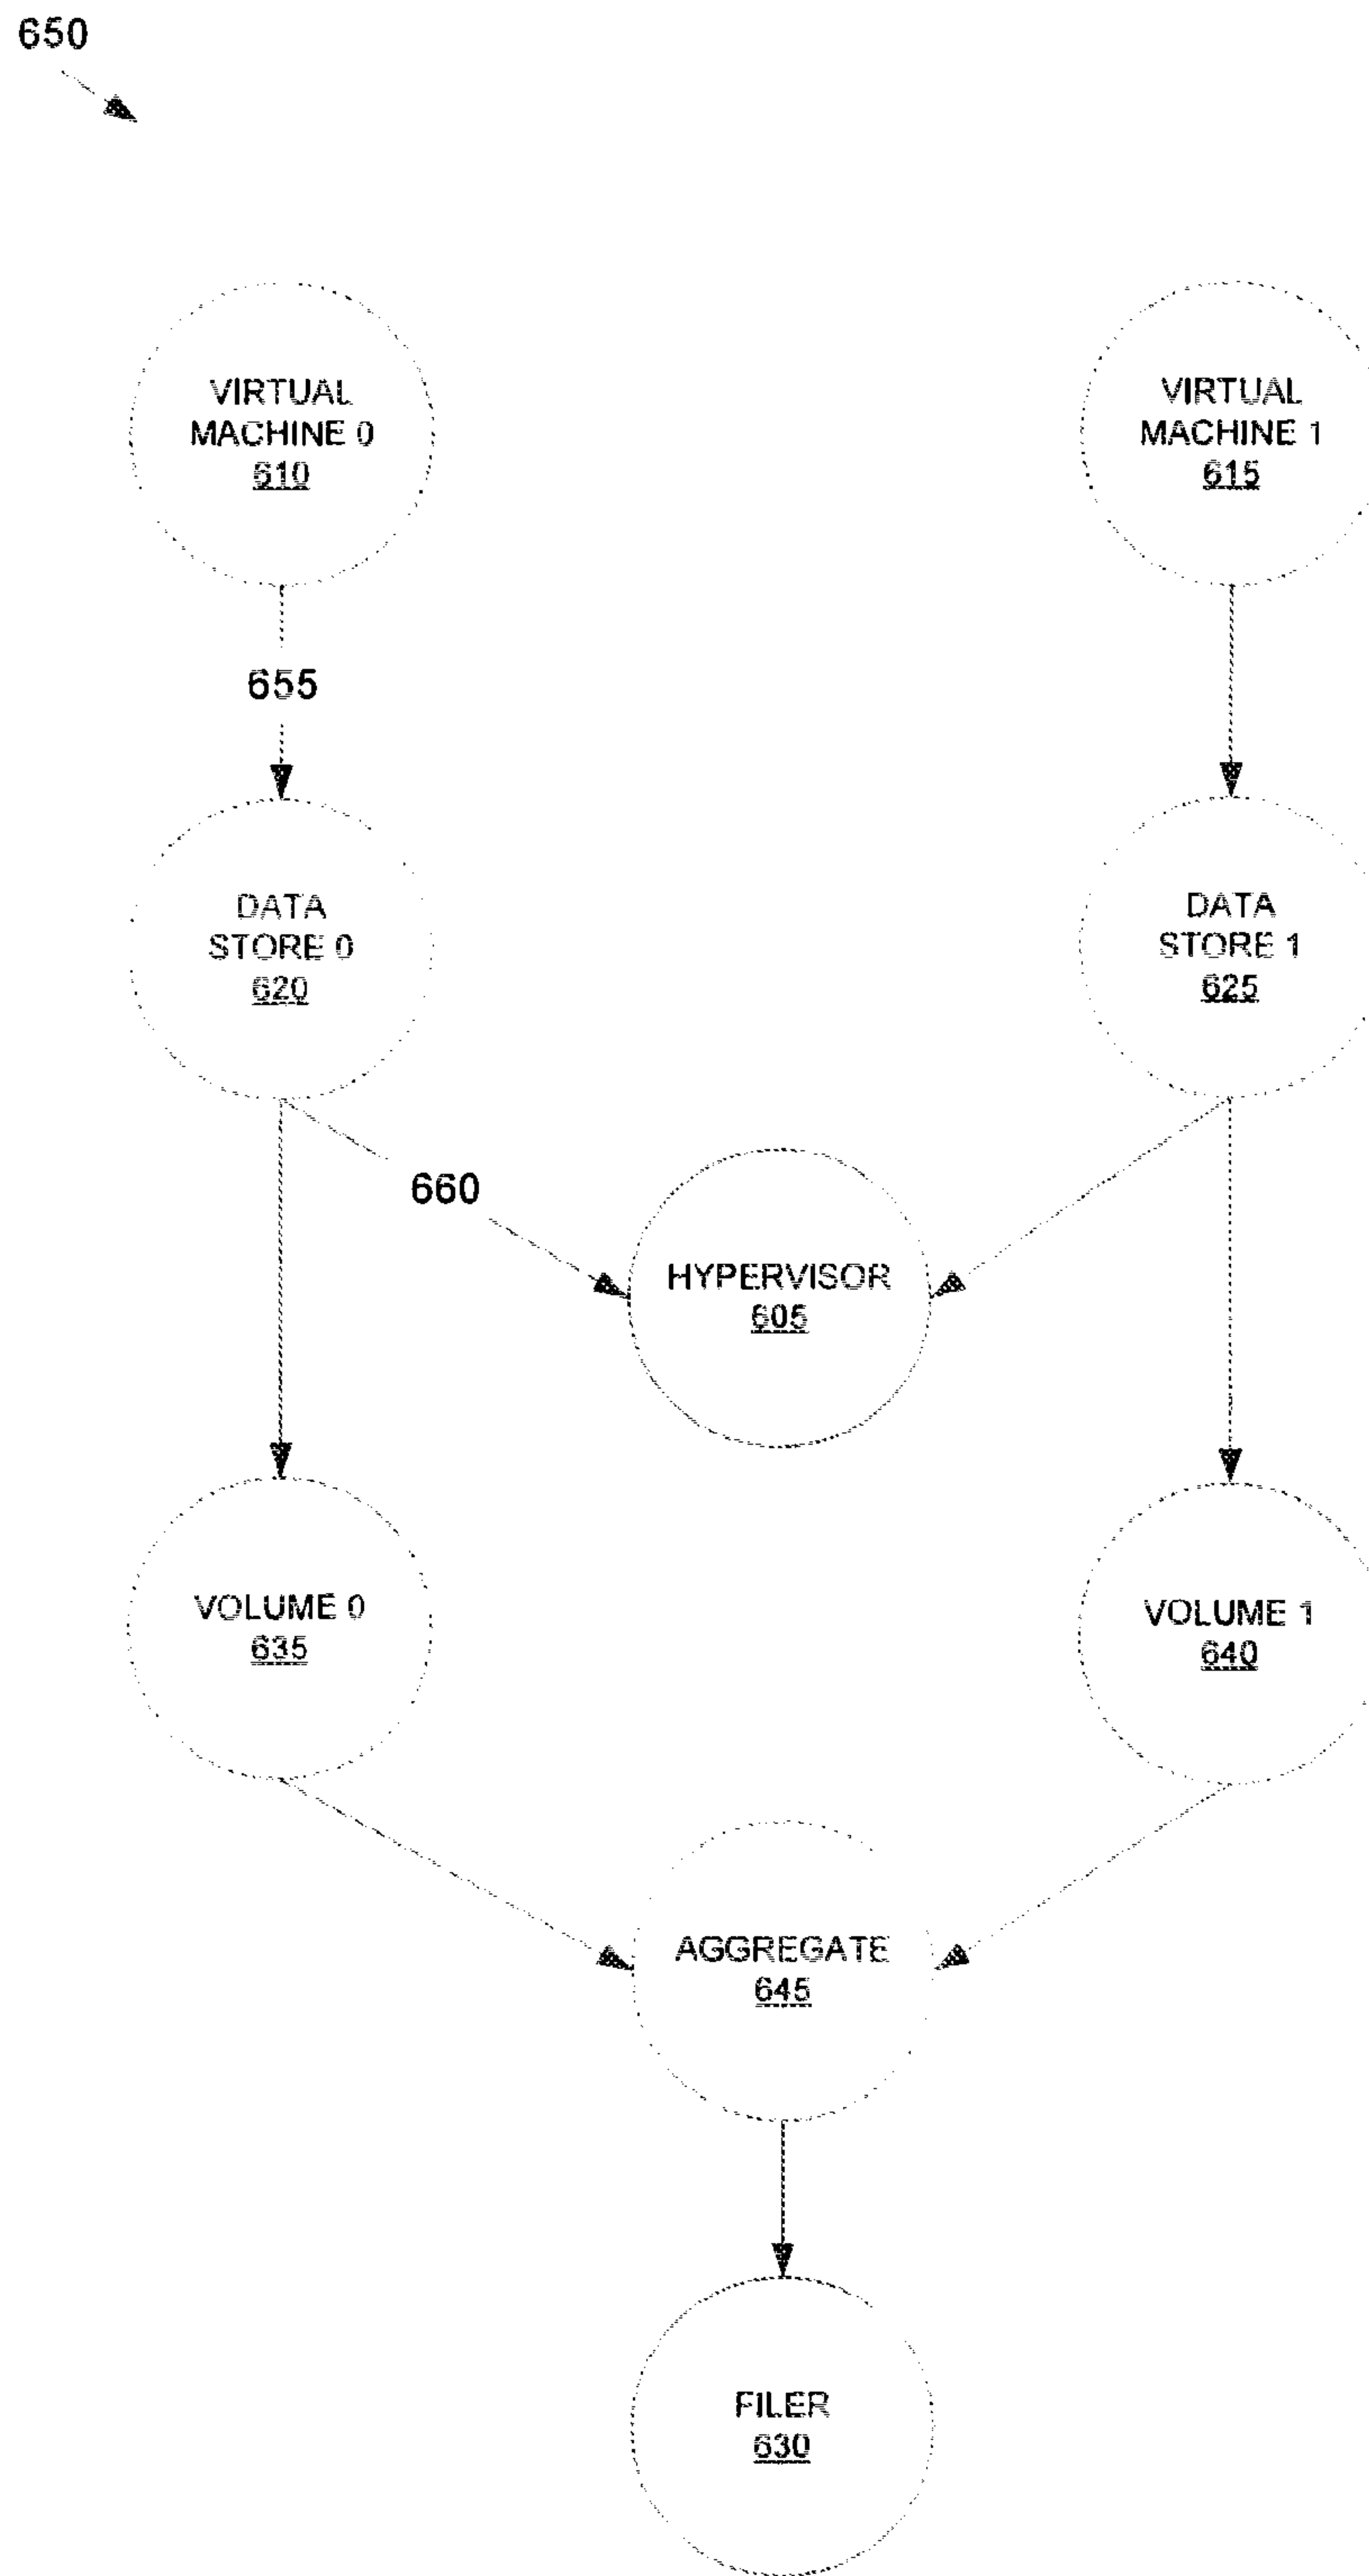 650
VIRTUAL
MACHINE 0
610
VIRTUAL
MACHINE 1
615
655
DATA
STORE 0
620
DATA
STORE 1
625
660
HYPERVISOR
605
VOLUME 0
635
VOLUME 1
640
AGGREGATE
645
FILER
630